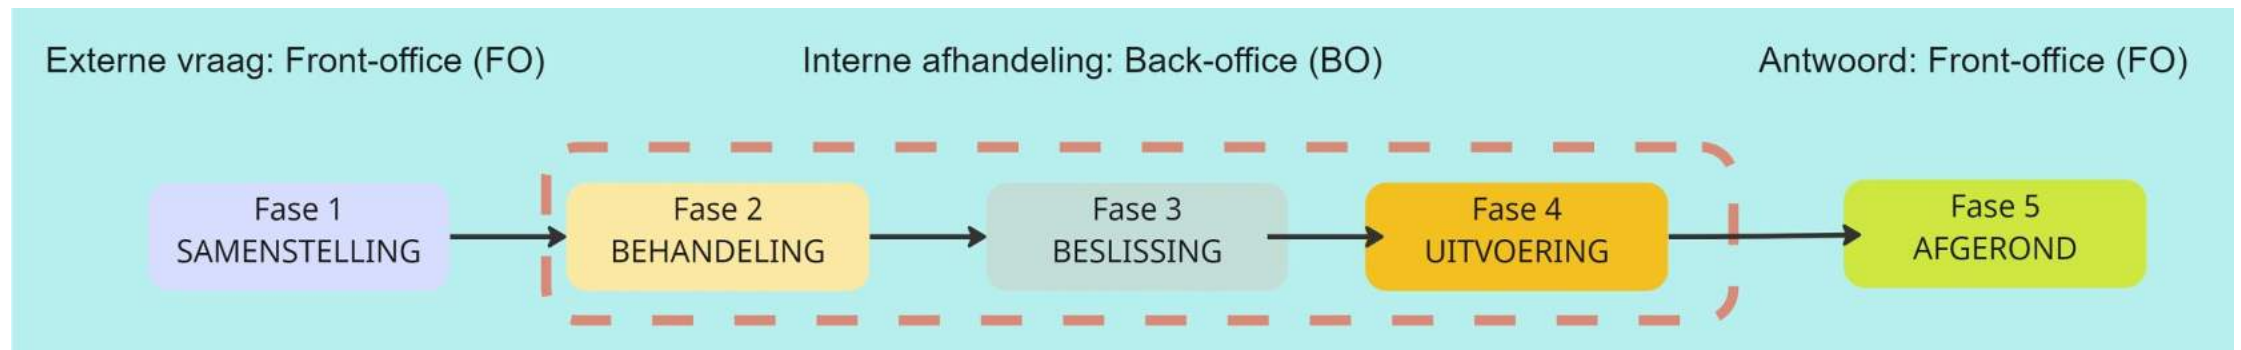 Externe vraag: Front-office (FO)
Interne afhandeling: Back-office (BO)
Antwoord: Front-office (FO)
Fase 1
SAMENSTELLING
Fase 2
BEHANDELING
Fase 3
BESLISSING
Fase 4
UITVOERING
Fase 5
AFGEROND